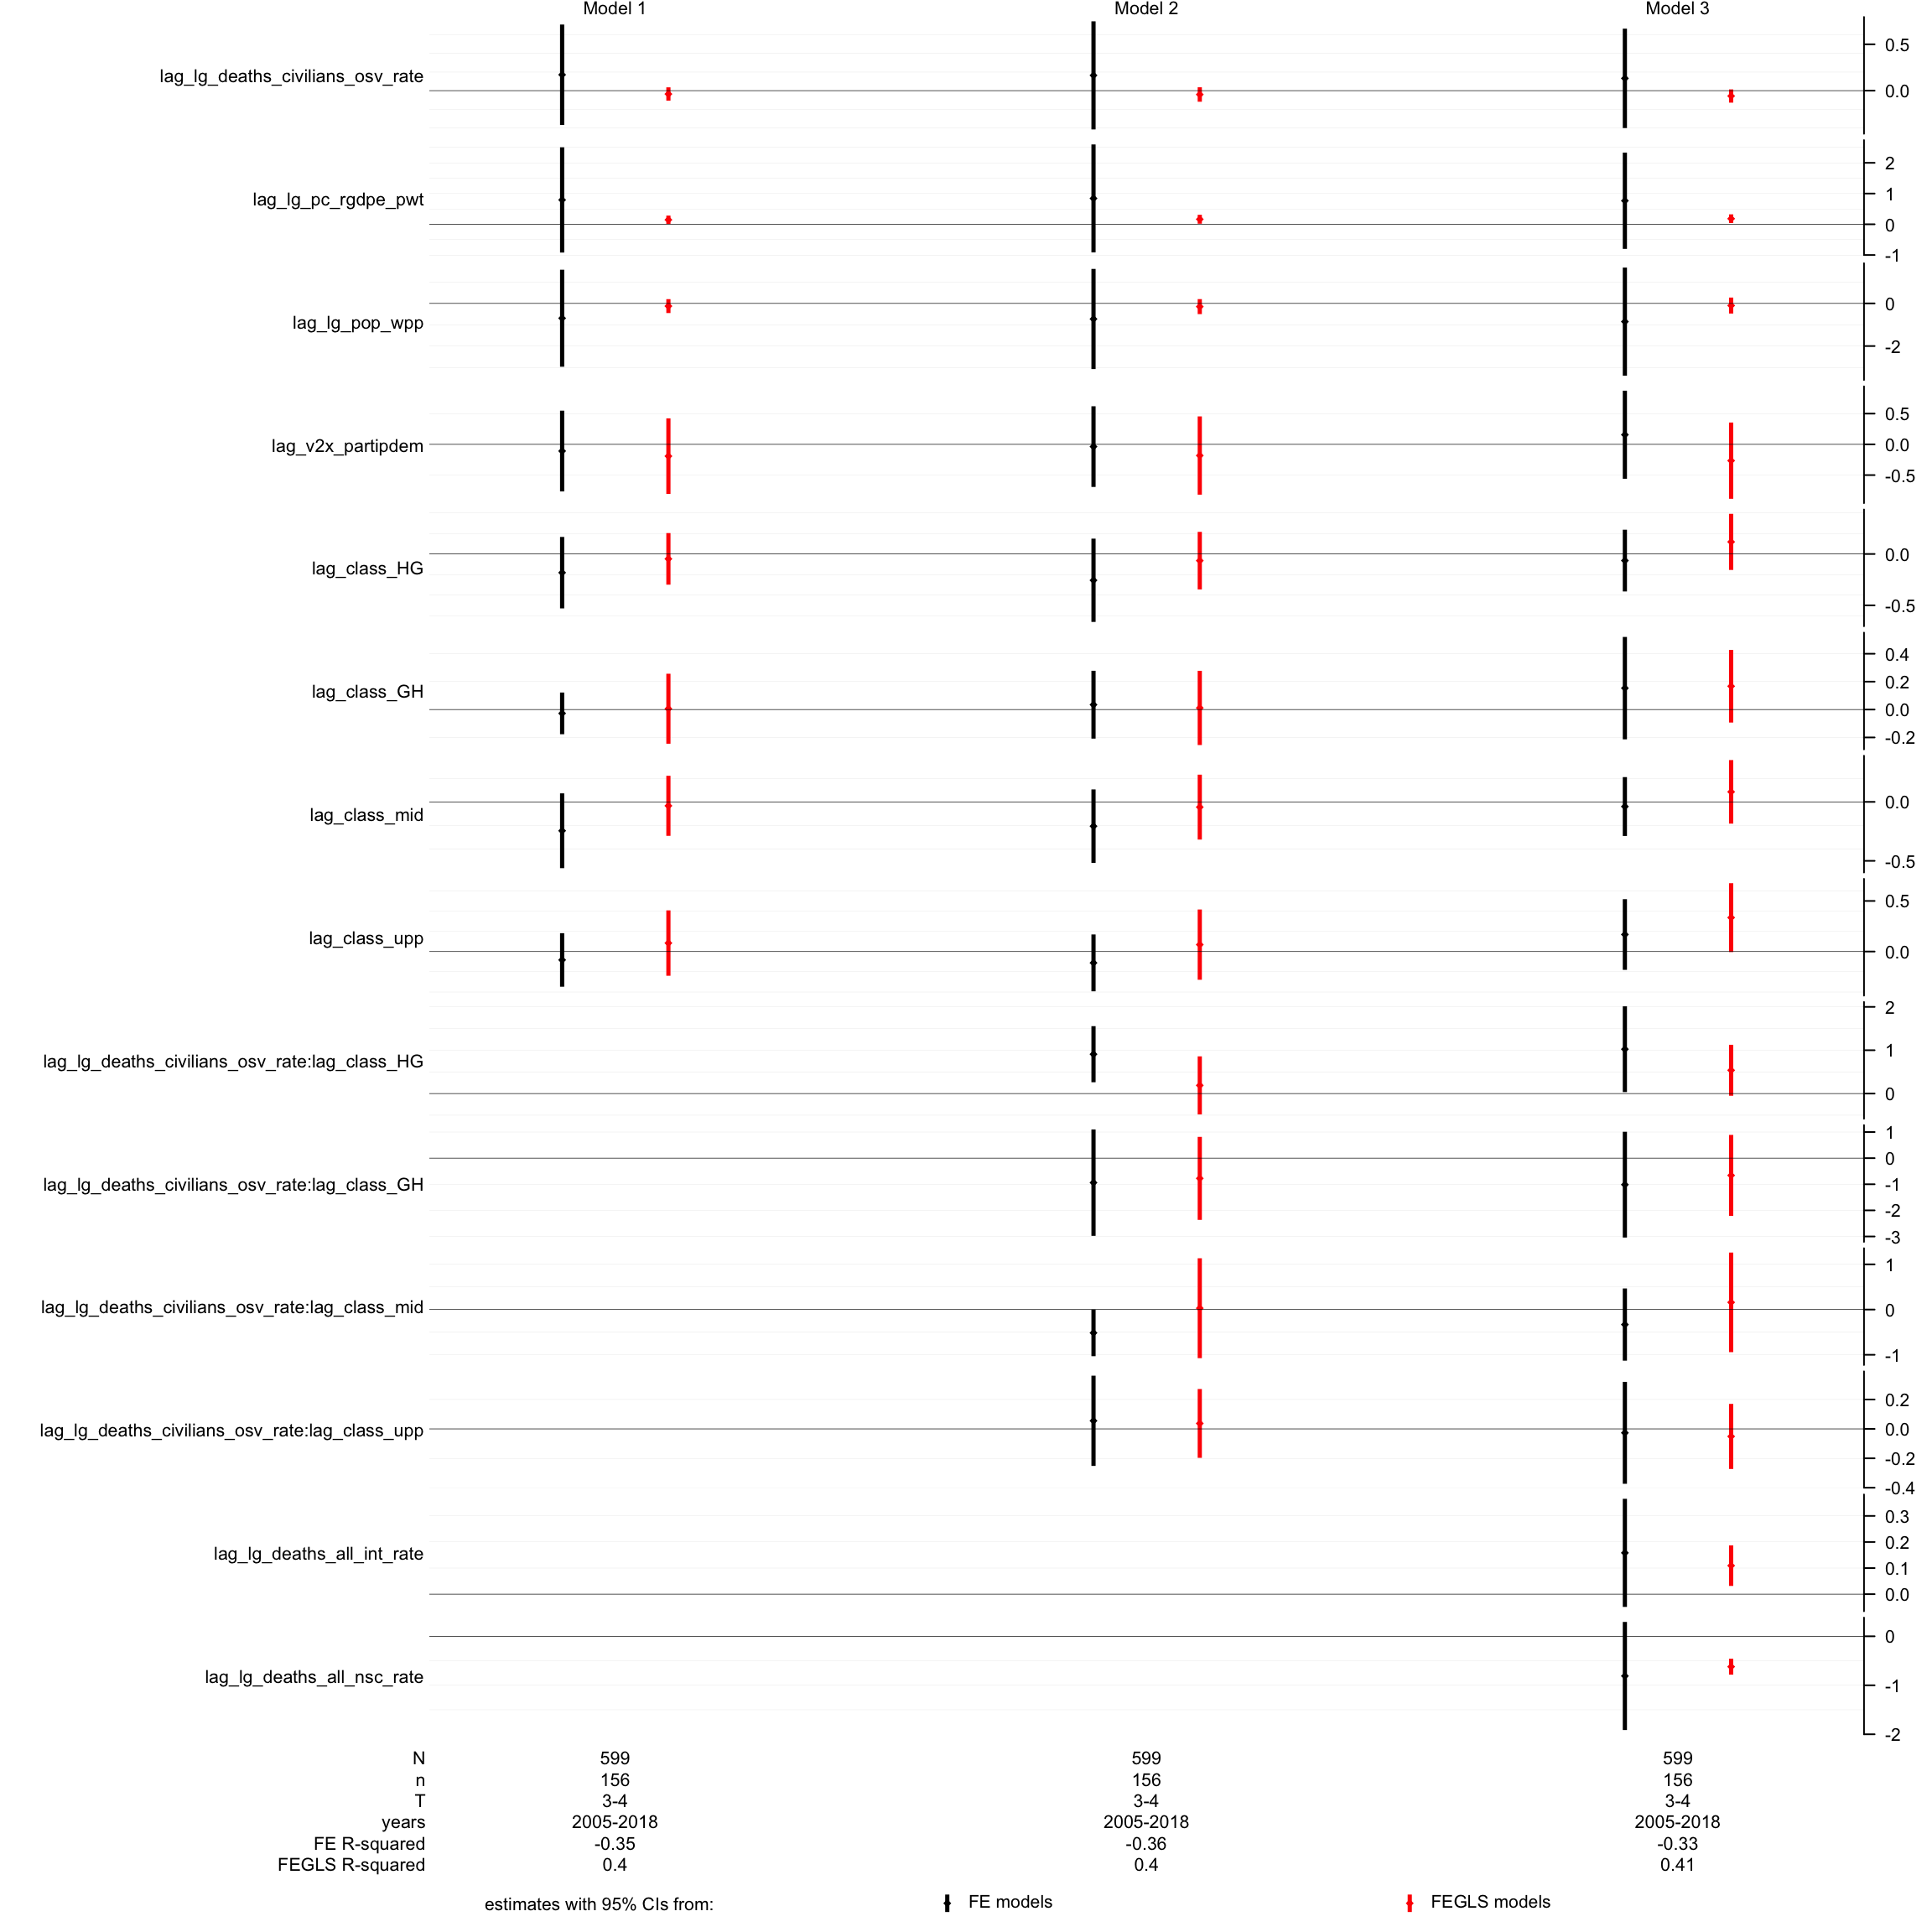 Model 1 Model 2 Model 3
lag_lg_deaths_civilians_osv_rate
0.5
0.0
lag_lg_pc_rgdpe_pwt
2
1
0
-1
lag_lg_pop_wpp
0
-2
lag_v2x_partipdem
0.5
0.0
-0.5
lag_class_HG
0.0
-0.5
lag_class_GH
0.4
0.2
0.0
-0.2
lag_class_mid
0.0
-0.5
lag_class_upp
0.5
0.0
lag_lg_deaths_civilians_osv_rate:lag_class_HG
2
1
0
lag_lg_deaths_civilians_osv_rate:lag_class_GH
1
0
-1
-2
-3
lag_lg_deaths_civilians_osv_rate:lag_class_mid
1
0
-1
lag_lg_deaths_civilians_osv_rate:lag_class_upp
0.2
0.0
-0.2
-0.4
lag_lg_deaths_all_int_rate
0.3
0.2
0.1
0.0
lag_lg_deaths_all_nsc_rate
0
-1
-2
N 599 599 599
n 156 156 156
T 3-4 3-4 3-4
years 2005-2018 2005-2018 2005-2018
FE R-squared -0.35 -0.36 -0.33
FEGLS R-squared 0.4 0.4 0.41
estimates with 95% CIs from: FE models FEGLS models